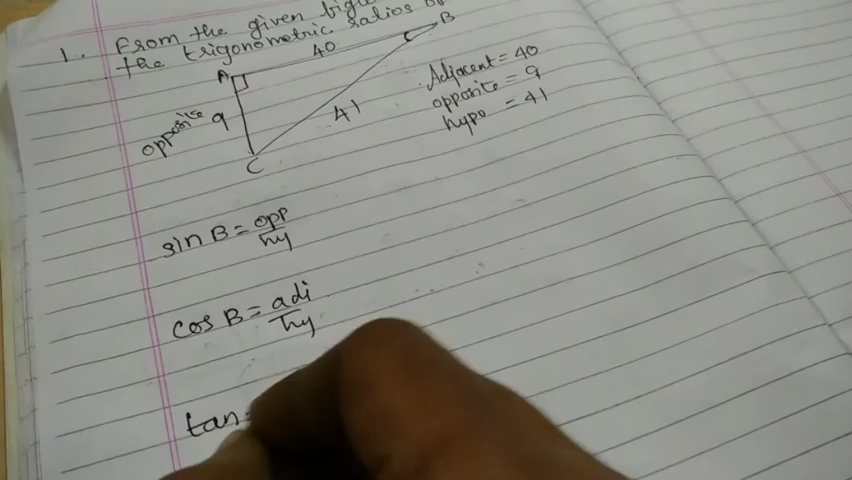 1. From the given
the trigonometric ratios
A
40
B
Adjacent = 40
opposite = 9
hypo = 41
opposite 9
41
C
sin B = opp
hy
cos B = adj
hy
tan